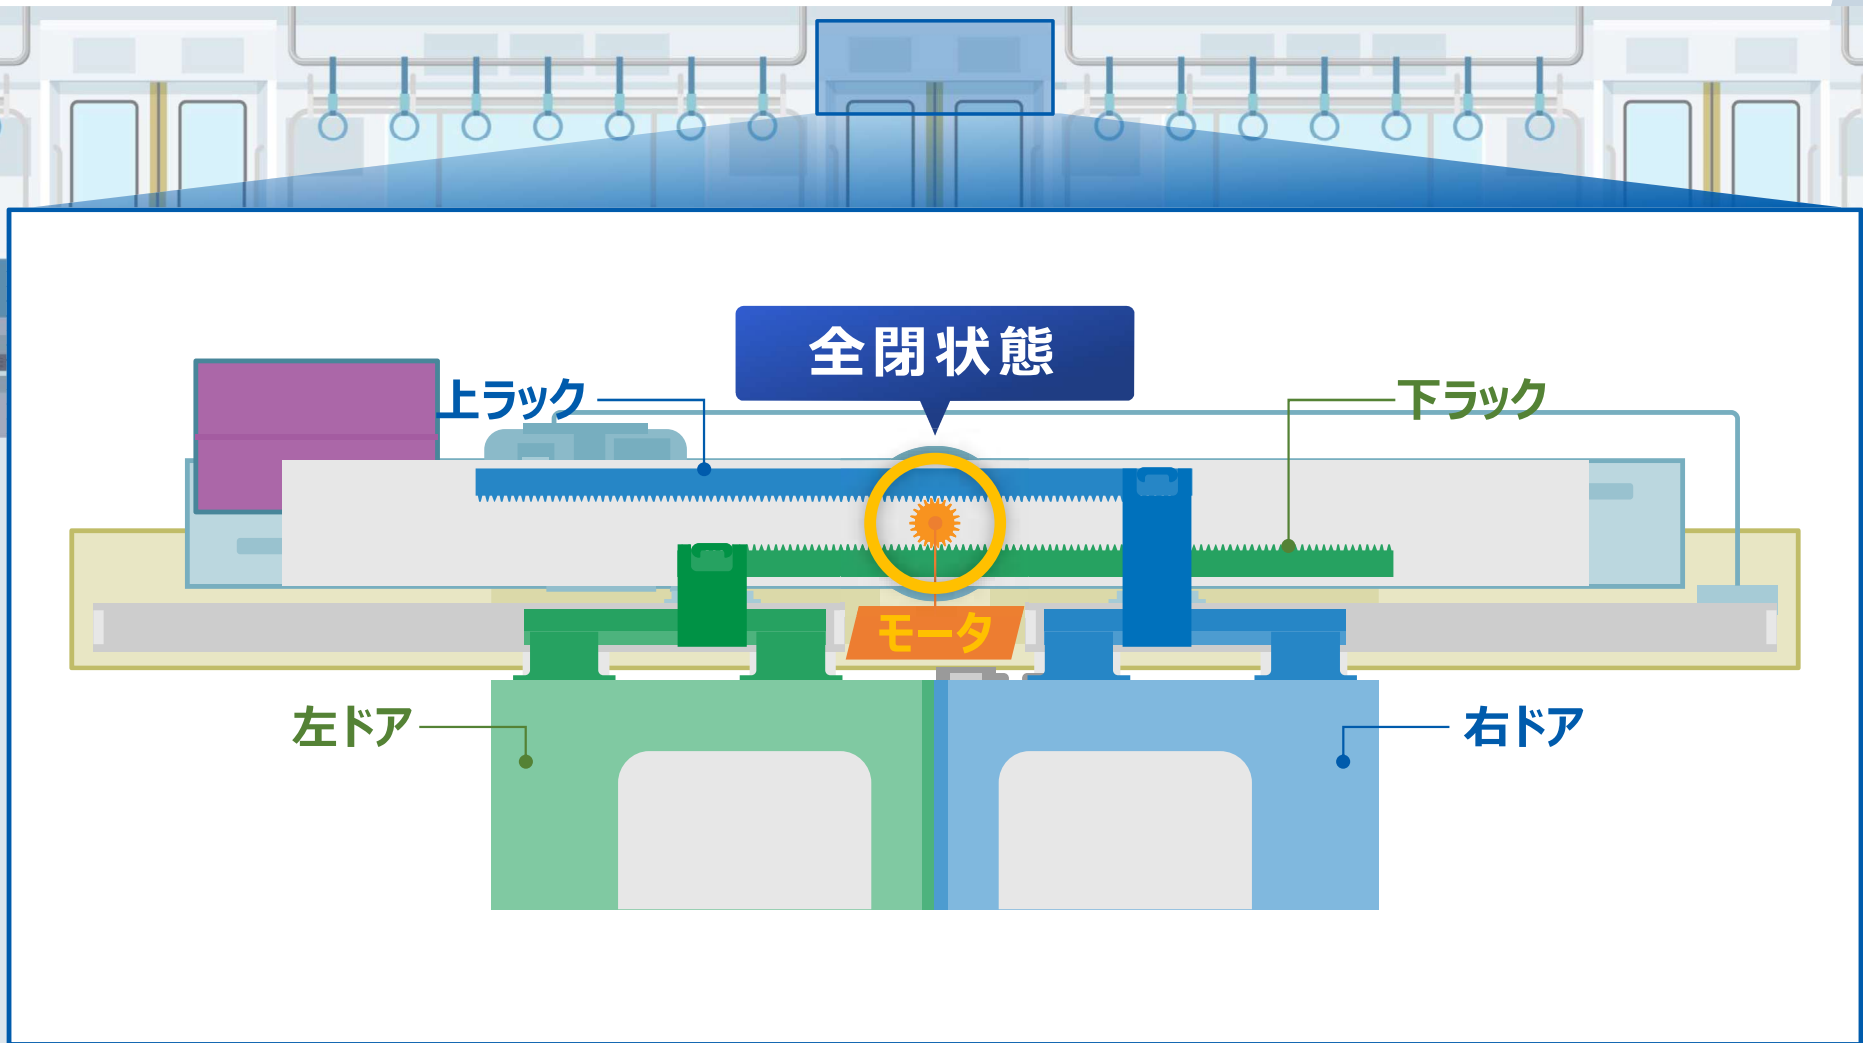 全閉状態
上ラック
下ラック
モータ
左ドア
右ドア